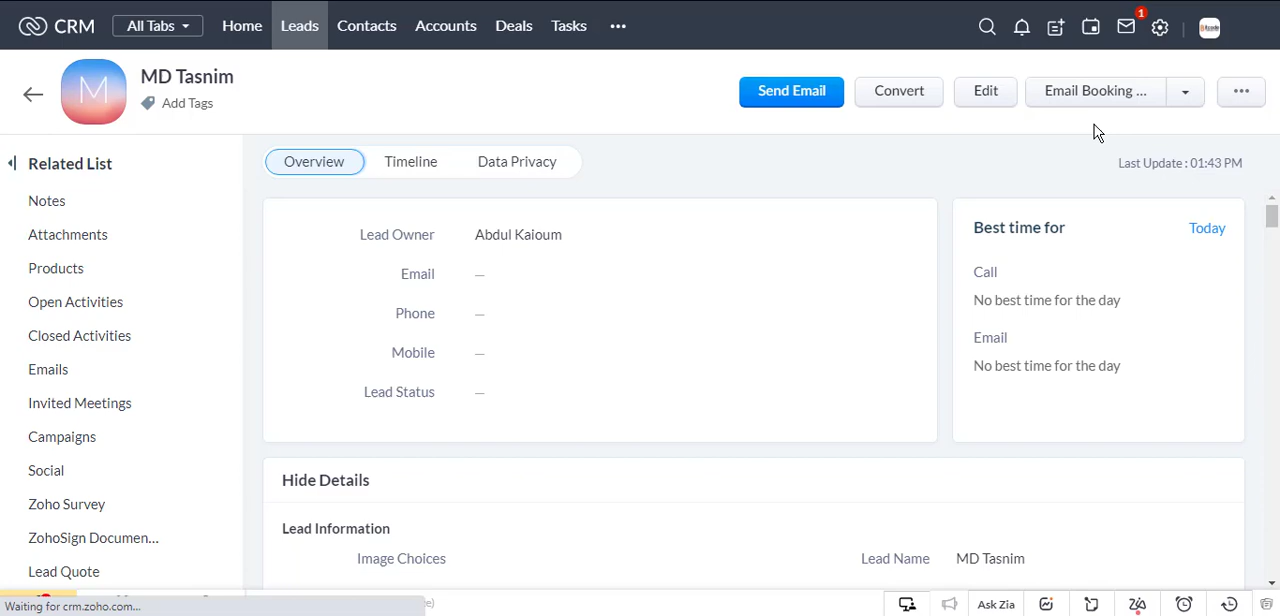 CRM
All Tabs
Home
Leads
Contacts
Accounts
Deals
Tasks
1
M
MD Tasnim
Add Tags
Send Email
Convert
Edit
Email Booking ...
Related List
Overview
Timeline
Data Privacy
Last Update : 01:43 PM
Notes
Attachments
Products
Open Activities
Closed Activities
Emails
Invited Meetings
Campaigns
Social
Zoho Survey
ZohoSign Documen...
Lead Quote
Lead Owner
Abdul Kaioum
Email
—
Phone
—
Mobile
—
Lead Status
—
Best time for
Today
Call
No best time for the day
Email
No best time for the day
Hide Details
Lead Information
Image Choices
Lead Name
MD Tasnim
Waiting for crm.zoho.com...
Ask Zia